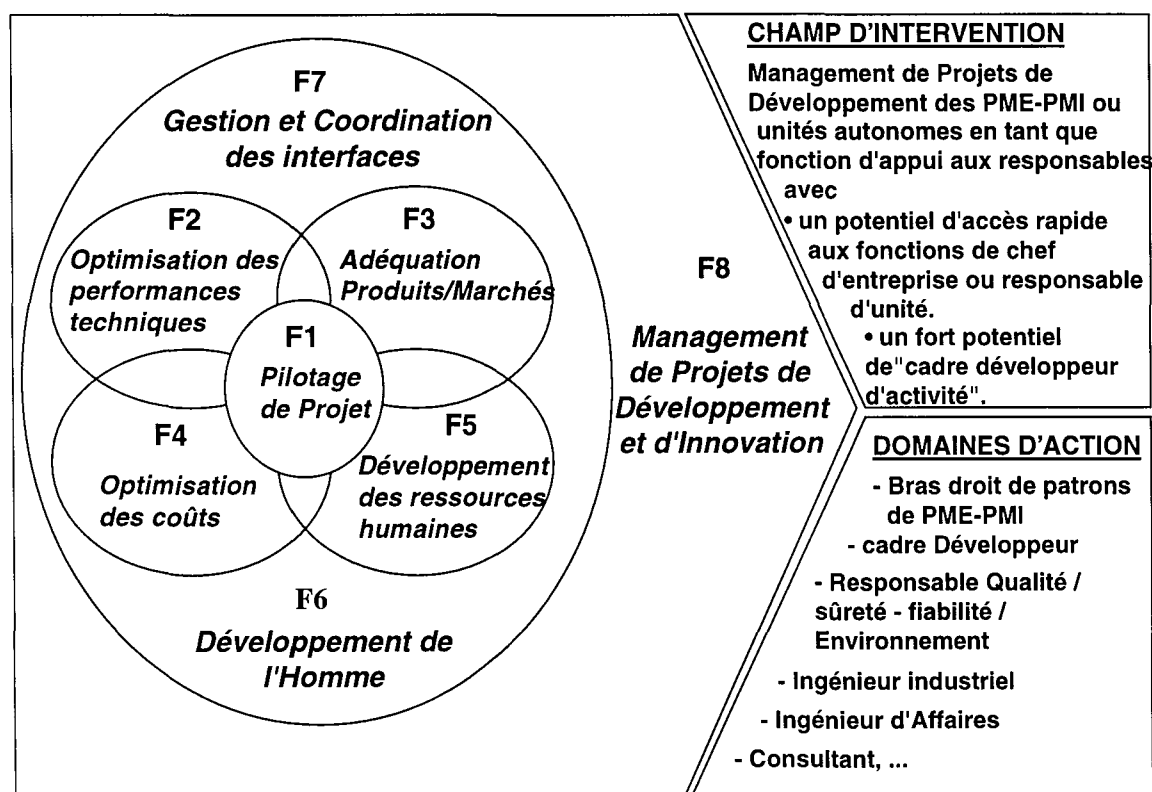 F7
Gestion et Coordination
des interfaces
F2
Optimisation des
performances
techniques
F3
Adéquation
Produits/Marchés
F1
Pilotage
de Projet
F4
Optimisation
des coûts
F5
Développement
des ressources
humaines
F6
Développement de
l'Homme
F8
Management
de Projets de
Développement
et d'Innovation
CHAMP D'INTERVENTION
Management de Projets de
Développement des PME-PMI ou
unités autonomes en tant que
fonction d'appui aux responsables
avec
• un potentiel d'accès rapide
aux fonctions de chef
d'entreprise ou responsable
d'unité.
• un fort potentiel
de"cadre développeur
d'activité".
DOMAINES D'ACTION
- Bras droit de patrons
de PME-PMI
- cadre Développeur
- Responsable Qualité /
sûreté - fiabilité /
Environnement
- Ingénieur industriel
- Ingénieur d'Affaires
- Consultant, ...